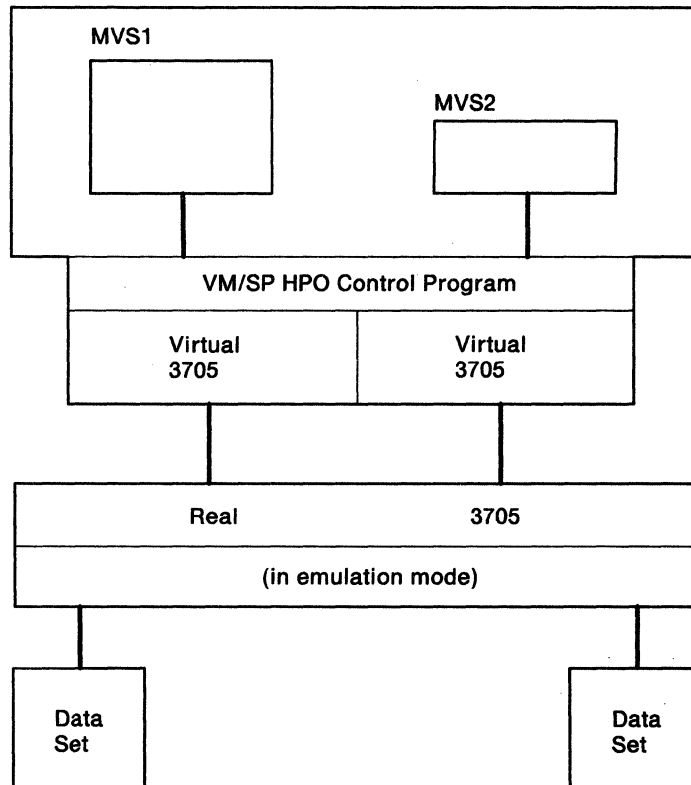 MVS1
MVS2
VM/SP HPO Control Program
Virtual
3705
Virtual
3705
Real 3705
(in emulation mode)
Data
Set
Data
Set